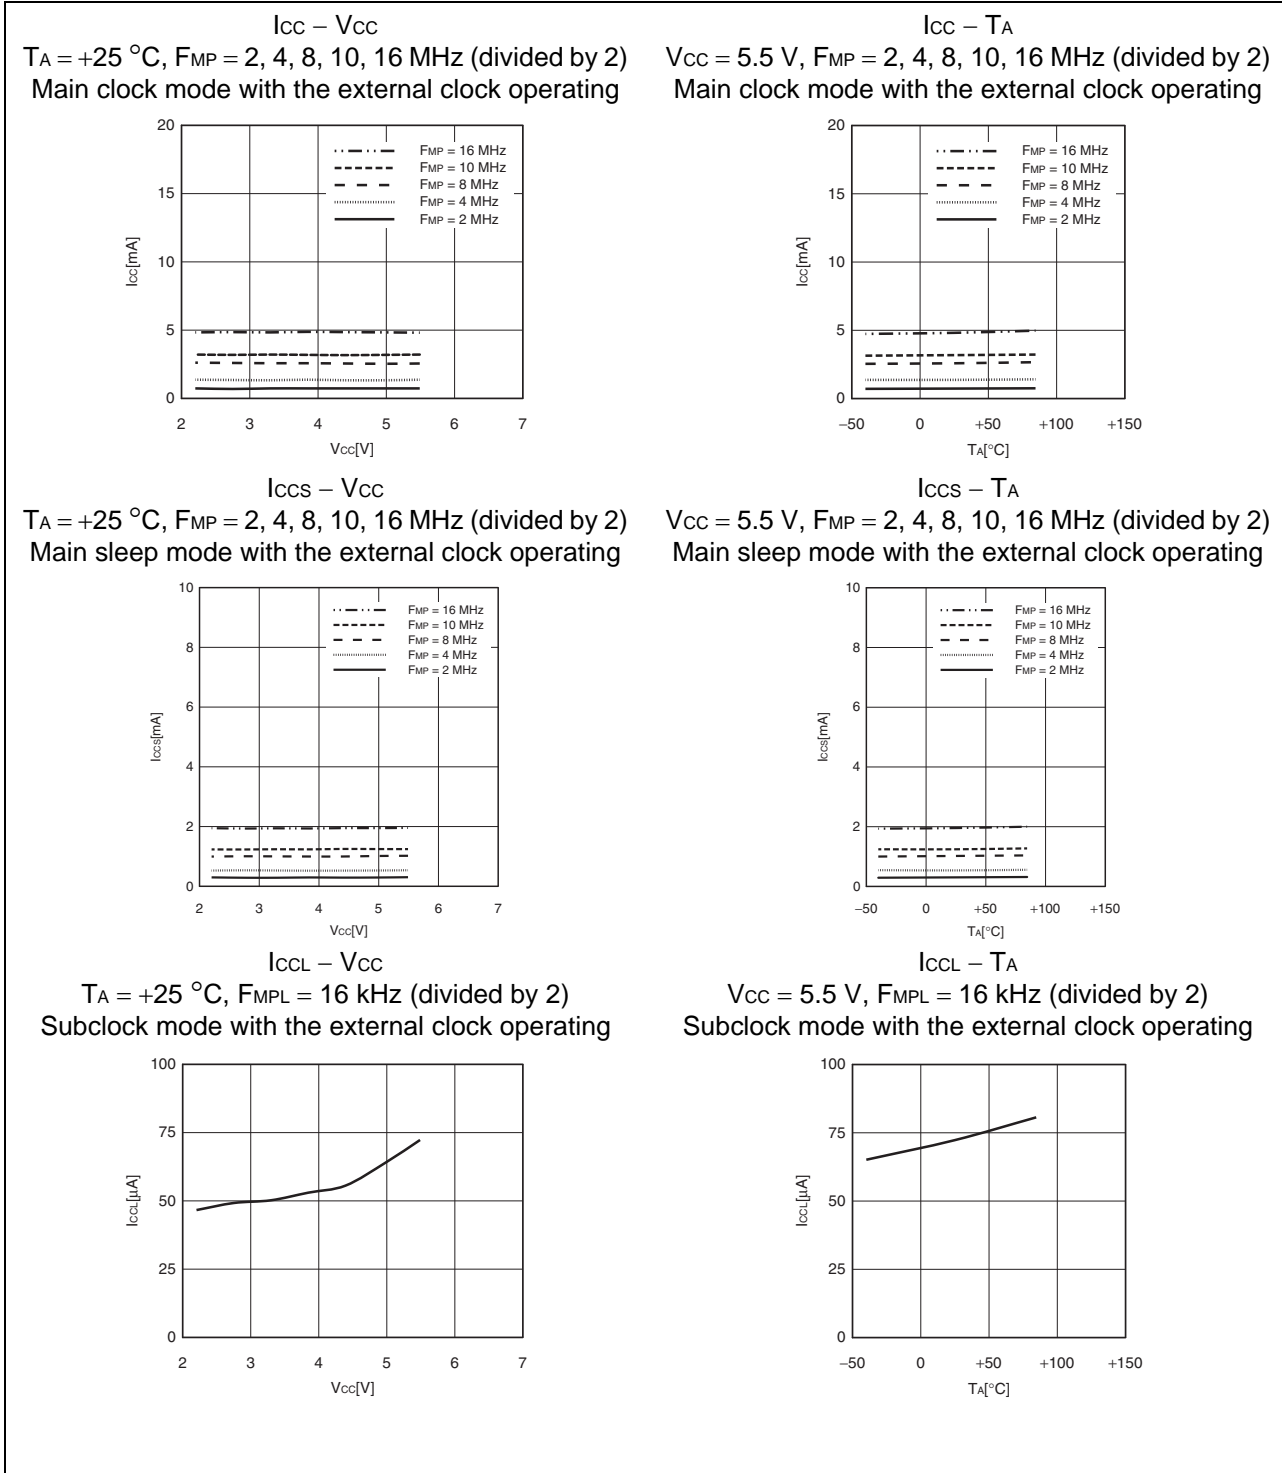 ICC − VCC
TA = +25 °C, FMP = 2, 4, 8, 10, 16 MHz (divided by 2)
Main clock mode with the external clock operating
20
15
10
5
0
ICC[mA]
FMP = 16 MHz
FMP = 10 MHz
FMP = 8 MHz
FMP = 4 MHz
FMP = 2 MHz
2 3 4 5 6 7
VCC[V]
ICC − TA
VCC = 5.5 V, FMP = 2, 4, 8, 10, 16 MHz (divided by 2)
Main clock mode with the external clock operating
20
15
10
5
0
ICC[mA]
FMP = 16 MHz
FMP = 10 MHz
FMP = 8 MHz
FMP = 4 MHz
FMP = 2 MHz
−50 0 +50 +100 +150
TA[°C]
ICCS − VCC
TA = +25 °C, FMP = 2, 4, 8, 10, 16 MHz (divided by 2)
Main sleep mode with the external clock operating
10
8
6
4
2
0
ICCS[mA]
FMP = 16 MHz
FMP = 10 MHz
FMP = 8 MHz
FMP = 4 MHz
FMP = 2 MHz
2 3 4 5 6 7
VCC[V]
ICCS − TA
VCC = 5.5 V, FMP = 2, 4, 8, 10, 16 MHz (divided by 2)
Main sleep mode with the external clock operating
10
8
6
4
2
0
ICCS[mA]
FMP = 16 MHz
FMP = 10 MHz
FMP = 8 MHz
FMP = 4 MHz
FMP = 2 MHz
−50 0 +50 +100 +150
TA[°C]
ICCL − VCC
TA = +25 °C, FMPL = 16 kHz (divided by 2)
Subclock mode with the external clock operating
100
75
50
25
0
ICCL[µA]
2 3 4 5 6 7
VCC[V]
ICCL − TA
VCC = 5.5 V, FMPL = 16 kHz (divided by 2)
Subclock mode with the external clock operating
100
75
50
25
0
ICCL[µA]
−50 0 +50 +100 +150
TA[°C]